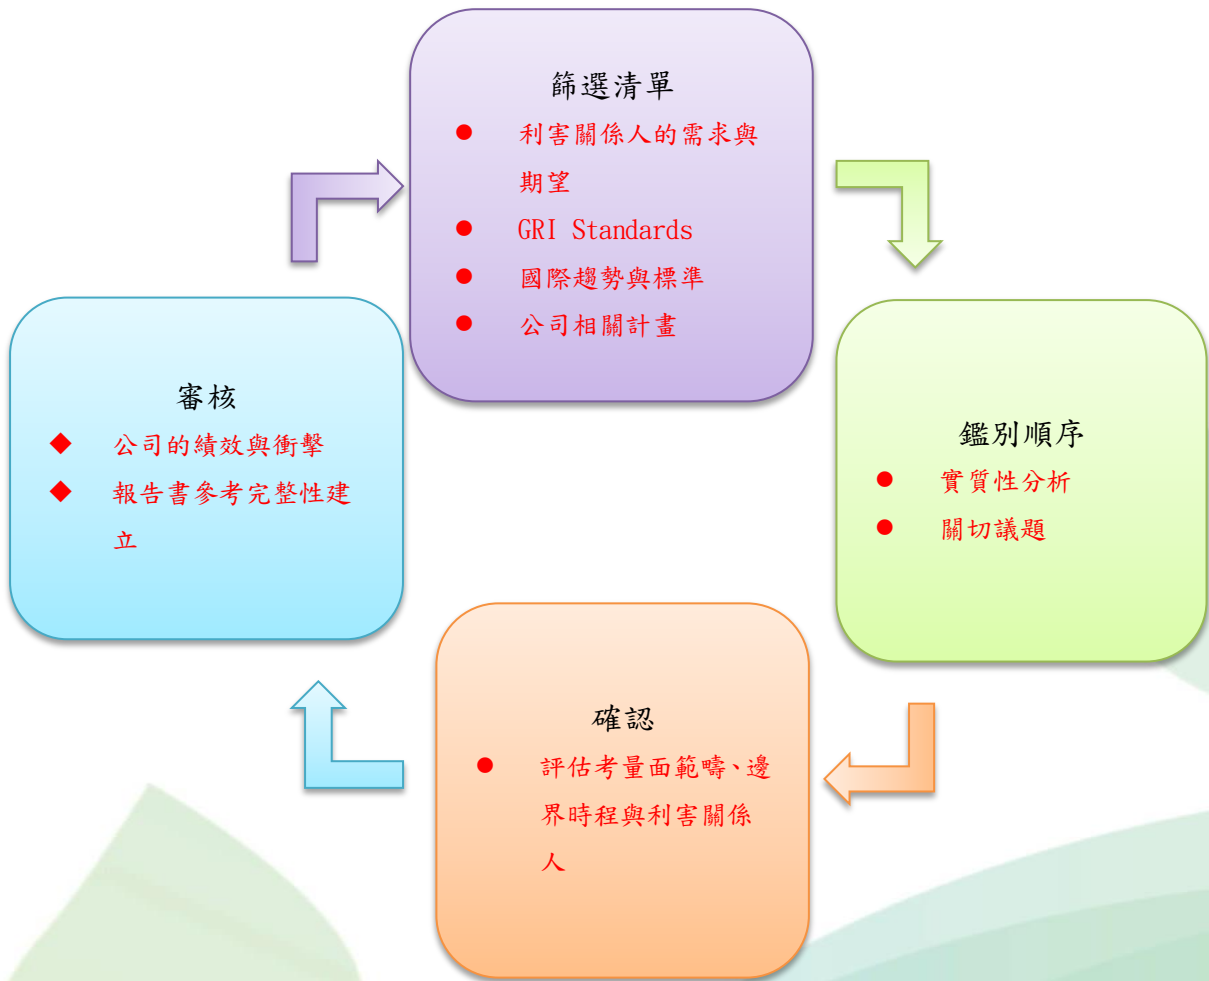 篩選清單
● 利害關係人的需求與
期望
● GRI Standards
● 國際趨勢與標準
● 公司相關計畫
鑑別順序
● 實質性分析
● 關切議題
確認
● 評估考量面範疇、邊
界時程與利害關係
人
審核
◆ 公司的績效與衝擊
◆ 報告書參考完整性建
立